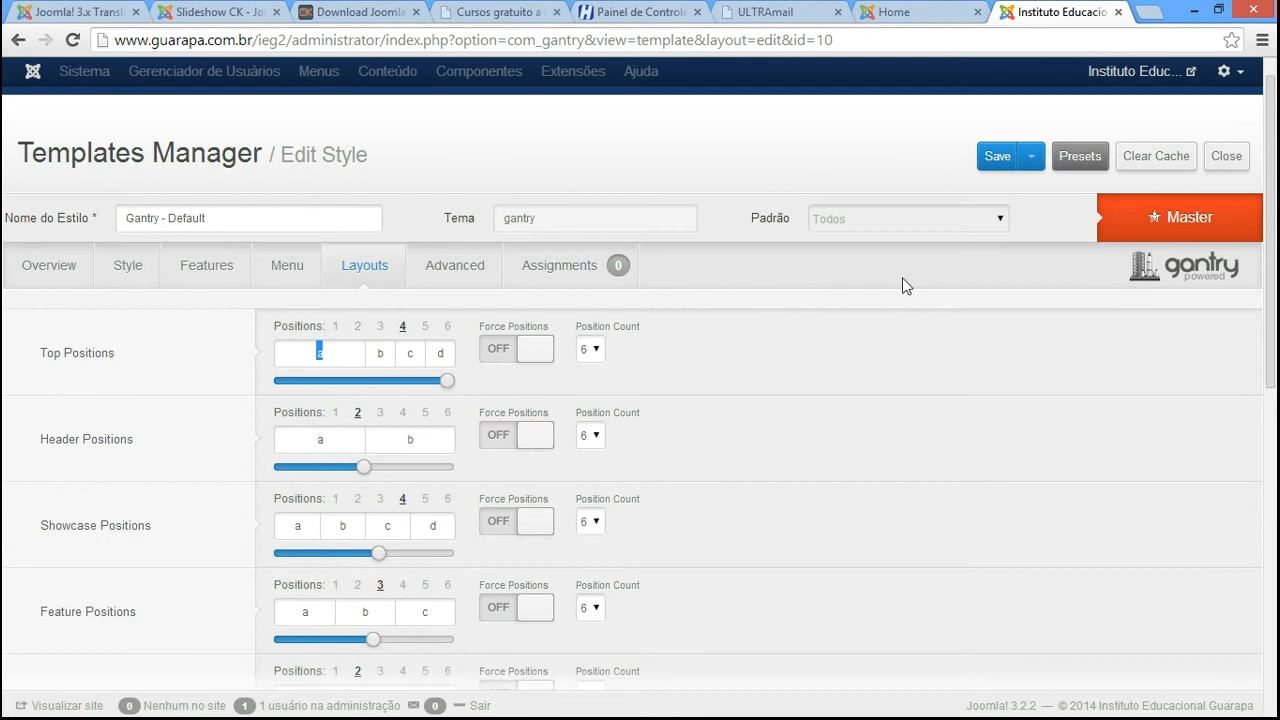 Joomla! 3.x Transl
Slideshow CK - Jo
Download Joomla
Cursos gratuito a
Painel de Controle
ULTRAmail
Home
Instituto Educacio
www.guarapa.com.br/ieg2/administrator/index.php?option=com_gantry&view=template&layout=edit&id=10
Sistema Gerenciador de Usuários Menus Conteúdo Componentes Extensões Ajuda Instituto Educ...
Templates Manager / Edit Style
Save Presets Clear Cache Close
Nome do Estilo * Gantry - Default Tema gantry Padrão Todos Master
Overview Style Features Menu Layouts Advanced Assignments 0 gantry
powered
Positions: 1 2 3 4 5 6 Force Positions Position Count
Top Positions a b c d OFF 6
Positions: 1 2 3 4 5 6 Force Positions Position Count
Header Positions a b OFF 6
Positions: 1 2 3 4 5 6 Force Positions Position Count
Showcase Positions a b c d OFF 6
Positions: 1 2 3 4 5 6 Force Positions Position Count
Feature Positions a b c OFF 6
Positions: 1 2 3 4 5 6 Force Positions Position Count
Visualizar site 0 Nenhum no site 1 1 usuário na administração 0 Sair Joomla! 3.2.2 — © 2014 Instituto Educacional Guarapa